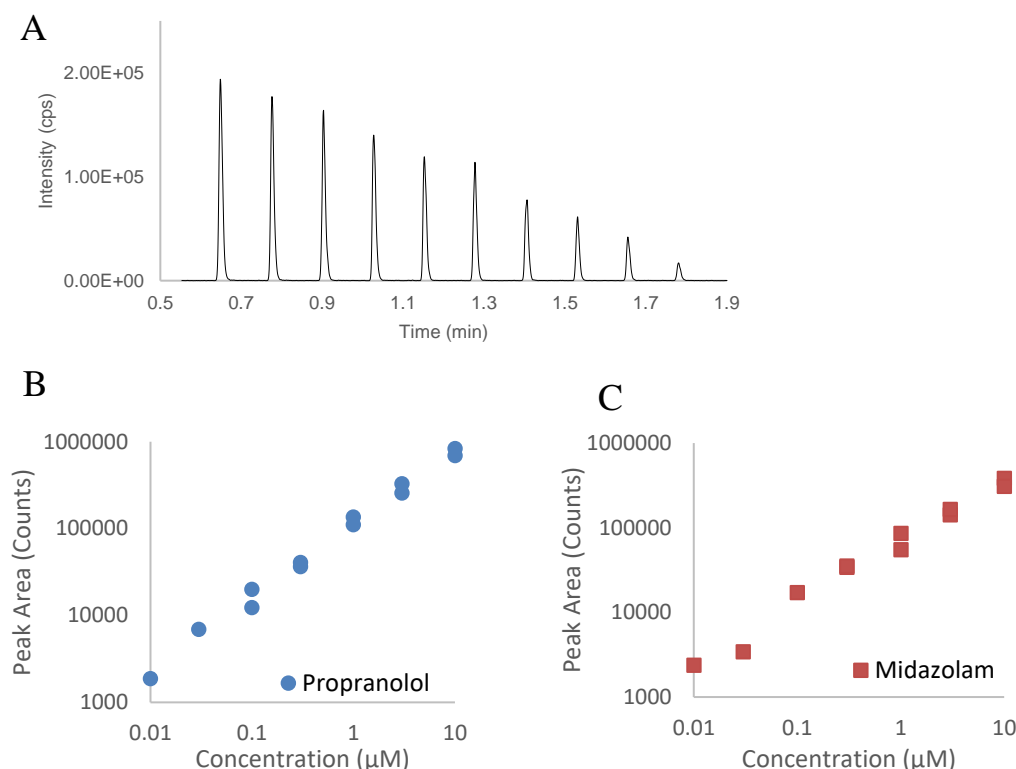 A
Intensity (cps)
2.00E+05
1.00E+05
0.00E+00
0.5 0.7 0.9 1.1 1.3 1.5 1.7 1.9
Time (min)
B
Peak Area (Counts)
1000000
100000
10000
1000
Propranolol
0.01 0.1 1 10
Concentration (µM)
C
Peak Area (Counts)
1000000
100000
10000
1000
Midazolam
0.01 0.1 1 10
Concentration (µM)